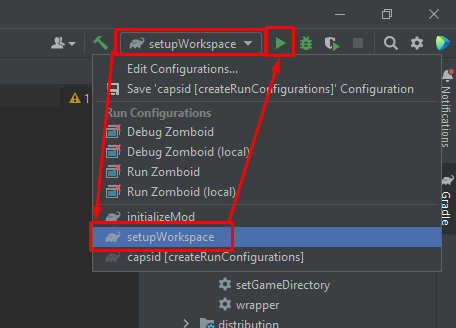 setupWorkspace
Edit Configurations...
Save 'capsid [createRunConfigurations]' Configuration
1
Run Configurations
Debug Zomboid
Debug Zomboid (local)
Run Zomboid
Run Zomboid (local)
initializeMod
setupWorkspace
capsid [createRunConfigurations]
setGameDirectory
wrapper
distribution
Notifications
Gradle